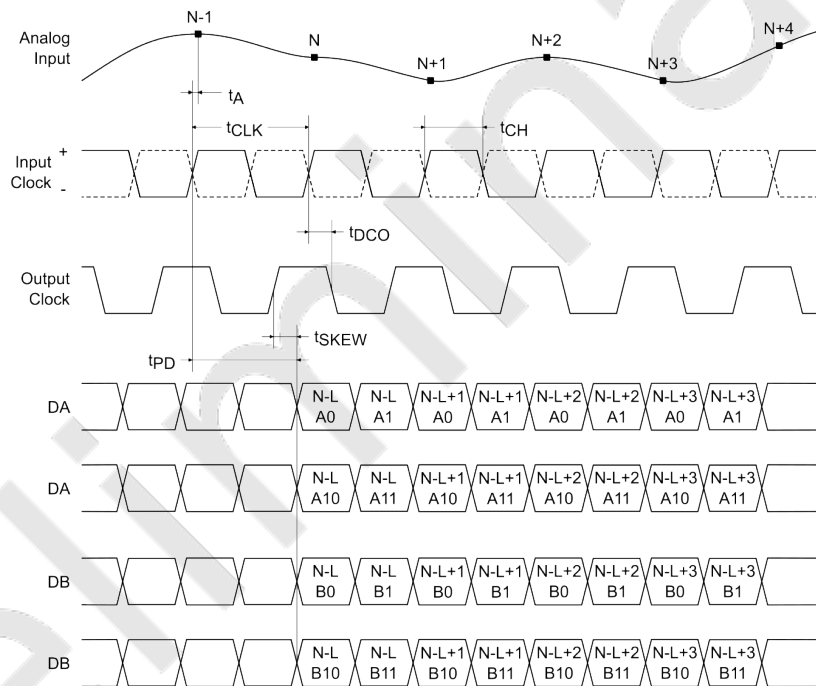 N-1
N
N+1
N+2
N+3
N+4
Analog
Input
tA
tCLK
tCH
Input
Clock
+
-
tDCO
Output
Clock
tSKEW
tPD
DA
N-L N-L N-L+1 N-L+1 N-L+2 N-L+2 N-L+3 N-L+3
A0 A1 A0 A1 A0 A1 A0 A1
DA
N-L N-L N-L+1 N-L+1 N-L+2 N-L+2 N-L+3 N-L+3
A10 A11 A10 A11 A10 A11 A10 A11
DB
N-L N-L N-L+1 N-L+1 N-L+2 N-L+2 N-L+3 N-L+3
B0 B1 B0 B1 B0 B1 B0 B1
DB
N-L N-L N-L+1 N-L+1 N-L+2 N-L+2 N-L+3 N-L+3
B10 B11 B10 B11 B10 B11 B10 B11
elimina